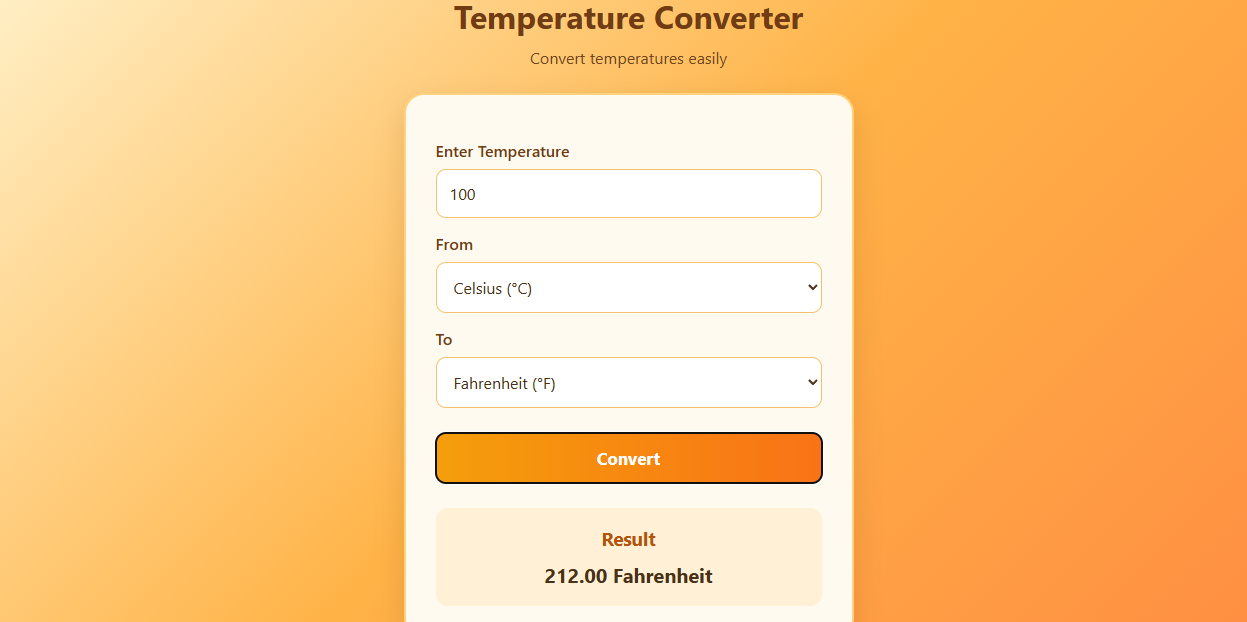 Temperature Converter
Convert temperatures easily
Enter Temperature
100
From
Celsius (°C)
To
Fahrenheit (°F)
Convert
Result
212.00 Fahrenheit